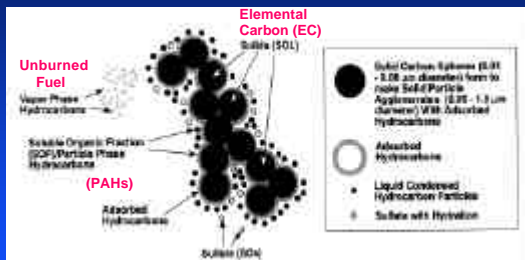 Elemental
Carbon (EC)
Sulfate (SOL)
Unburned
Fuel
Vapor Phase
Hydrocarbons
Soluble Organic Fraction
(SOF)/Particle Phase
Hydrocarbons
(PAHs)
Adsorbed
Hydrocarbons
Sulfate (SO₄)
Solid Carbon Spheres (0.01
- 0.08 μm diameter) form to
make Solid Particle
Agglomerates (0.05 - 1.0 μm
diameter) With Adsorbed
Hydrocarbons
Adsorbed
Hydrocarbons
Liquid Condensed
Hydrocarbon Particles
Sulfate with Hydration